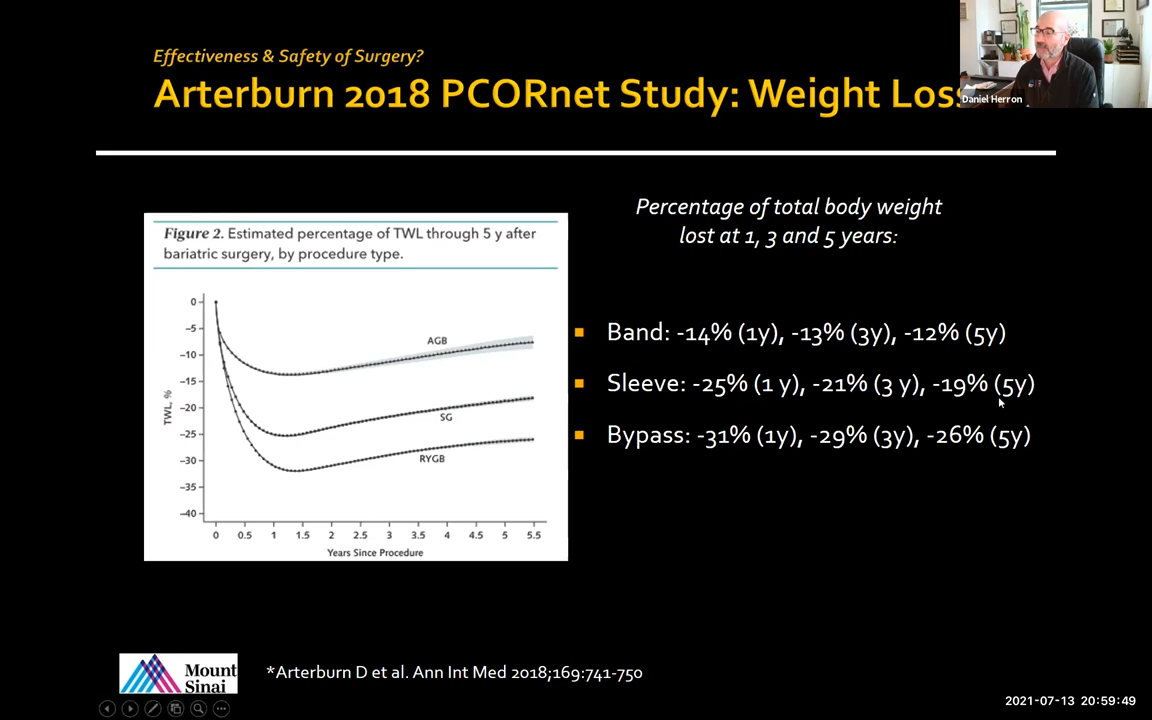 Effectiveness & Safety of Surgery?
Arterburn 2018 PCORnet Study: Weight Loss
Daniel Herron
Figure 2. Estimated percentage of TWL through 5 y after
bariatric surgery, by procedure type.
TWL, %
0
−5
−10
−15
−20
−25
−30
−35
−40
AGB
SG
RYGB
0 0.5 1 1.5 2 2.5 3 3.5 4 4.5 5 5.5
Years Since Procedure
Percentage of total body weight
lost at 1, 3 and 5 years:
Band: -14% (1y), -13% (3y), -12% (5y)
Sleeve: -25% (1 y), -21% (3 y), -19% (5y)
Bypass: -31% (1y), -29% (3y), -26% (5y)
Mount
Sinai
*Arterburn D et al. Ann Int Med 2018;169:741-750
2021-07-13 20:59:49